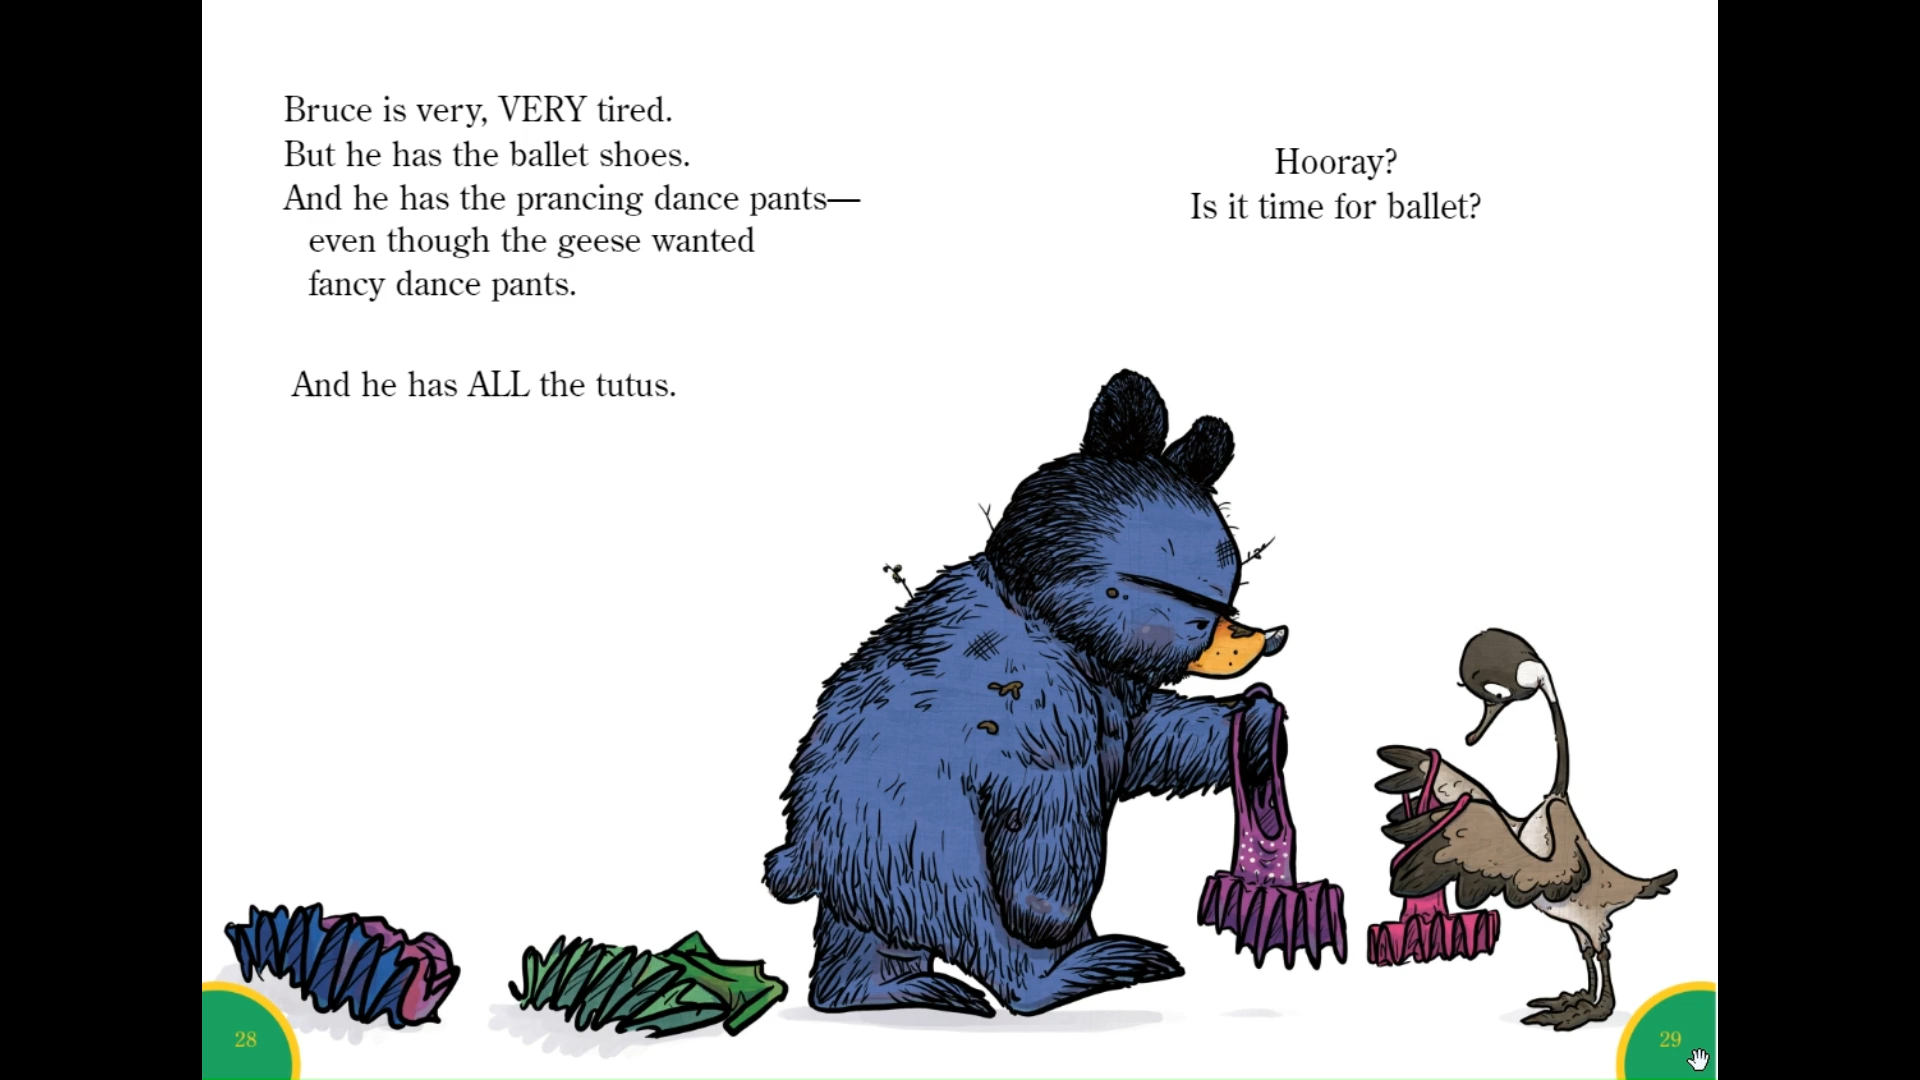 Bruce is very, VERY tired.
But he has the ballet shoes.
And he has the prancing dance pants—
even though the geese wanted
fancy dance pants.
And he has ALL the tutus.
Hooray?
Is it time for ballet?
28
29